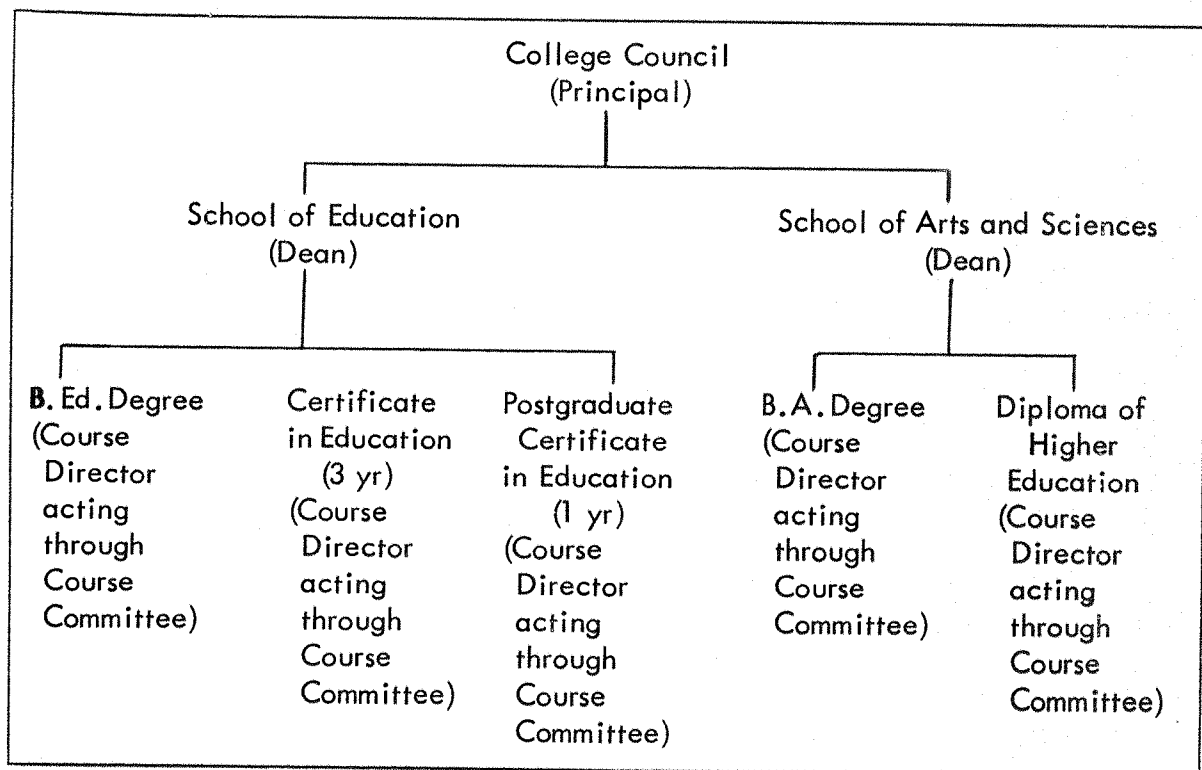 College Council
(Principal)
School of Education
(Dean)
School of Arts and Sciences
(Dean)
B. Ed. Degree
(Course
Director
acting
through
Course
Committee)
Certificate
in Education
(3 yr)
(Course
Director
acting
through
Course
Committee)
Postgraduate
Certificate
in Education
(1 yr)
(Course
Director
acting
through
Course
Committee)
B.A. Degree
(Course
Director
acting
through
Course
Committee)
Diploma of
Higher
Education
(Course
Director
acting
through
Course
Committee)